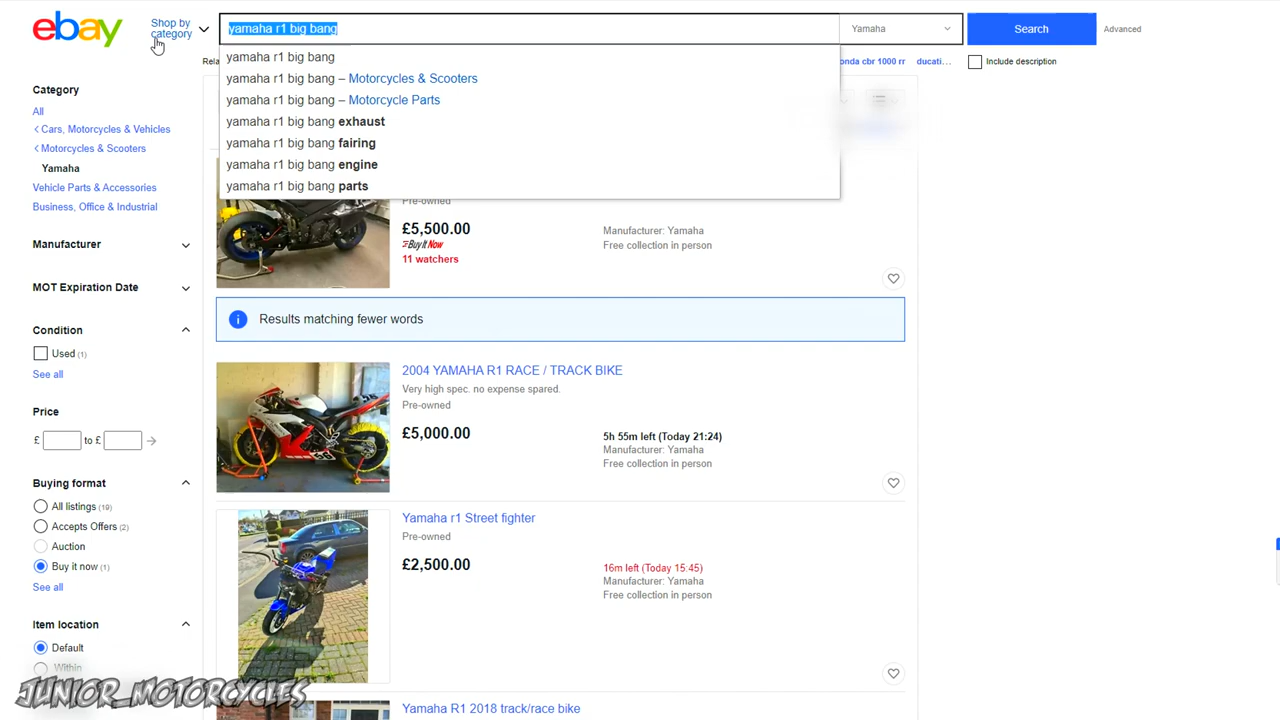 ebay
Shop by category
yamaha r1 big bang
Yamaha
Search
Advanced
yamaha r1 big bang
yamaha r1 big bang – Motorcycles & Scooters
yamaha r1 big bang – Motorcycle Parts
yamaha r1 big bang exhaust
yamaha r1 big bang fairing
yamaha r1 big bang engine
yamaha r1 big bang parts
onda cbr 1000 rr ducati...
Include description
Category
All
Cars, Motorcycles & Vehicles
Motorcycles & Scooters
Yamaha
Vehicle Parts & Accessories
Business, Office & Industrial
Manufacturer
MOT Expiration Date
Condition
Used (1)
See all
Price
£ to £
Buying format
All listings (19)
Accepts Offers (2)
Auction
Buy it now (1)
See all
Item location
Default
Within
Pre-owned
£5,500.00
Buy It Now
11 watchers
Manufacturer: Yamaha
Free collection in person
Results matching fewer words
2004 YAMAHA R1 RACE / TRACK BIKE
Very high spec. no expense spared.
Pre-owned
£5,000.00
5h 55m left (Today 21:24)
Manufacturer: Yamaha
Free collection in person
Yamaha r1 Street fighter
Pre-owned
£2,500.00
16m left (Today 15:45)
Manufacturer: Yamaha
Free collection in person
Yamaha R1 2018 track/race bike
JUNIOR_MOTORCYCLES